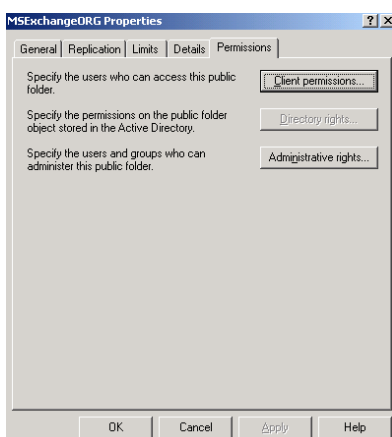 MSExchangeORG Properties
General Replication Limits Details Permissions
Specify the users who can access this public
folder.
Client permissions...
Specify the permissions on the public folder
object stored in the Active Directory.
Directory rights...
Specify the users and groups who can
administer this public folder.
Administrative rights...
OK Cancel Apply Help